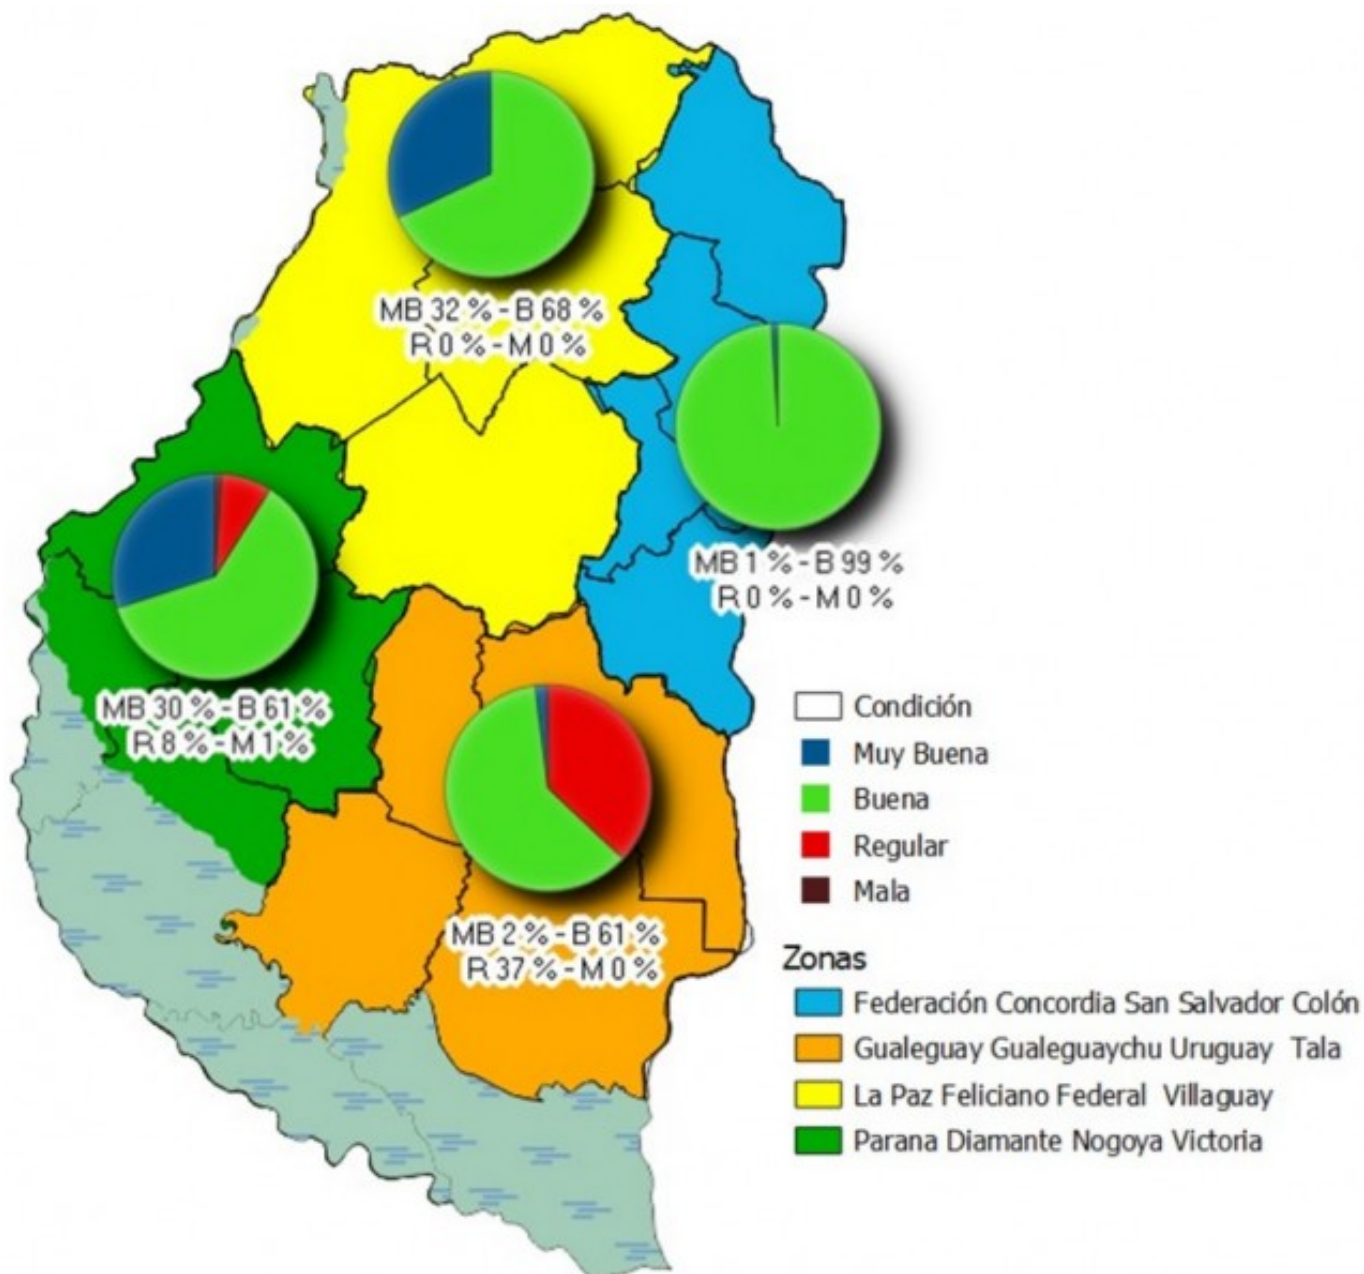 MB 32 % - B 68 %
R 0 % - M 0 %
MB 1 % - B 99 %
R 0 % - M 0 %
MB 30 % - B 61 %
R 8 % - M 1 %
MB 2 % - B 61 %
R 37 % - M 0 %
Condición
Muy Buena
Buena
Regular
Mala
Zonas
Federación Concordia San Salvador Colón
Gualeguay Gualeguaychu Uruguay Tala
La Paz Feliciano Federal Villaguay
Parana Diamante Nogoya Victoria